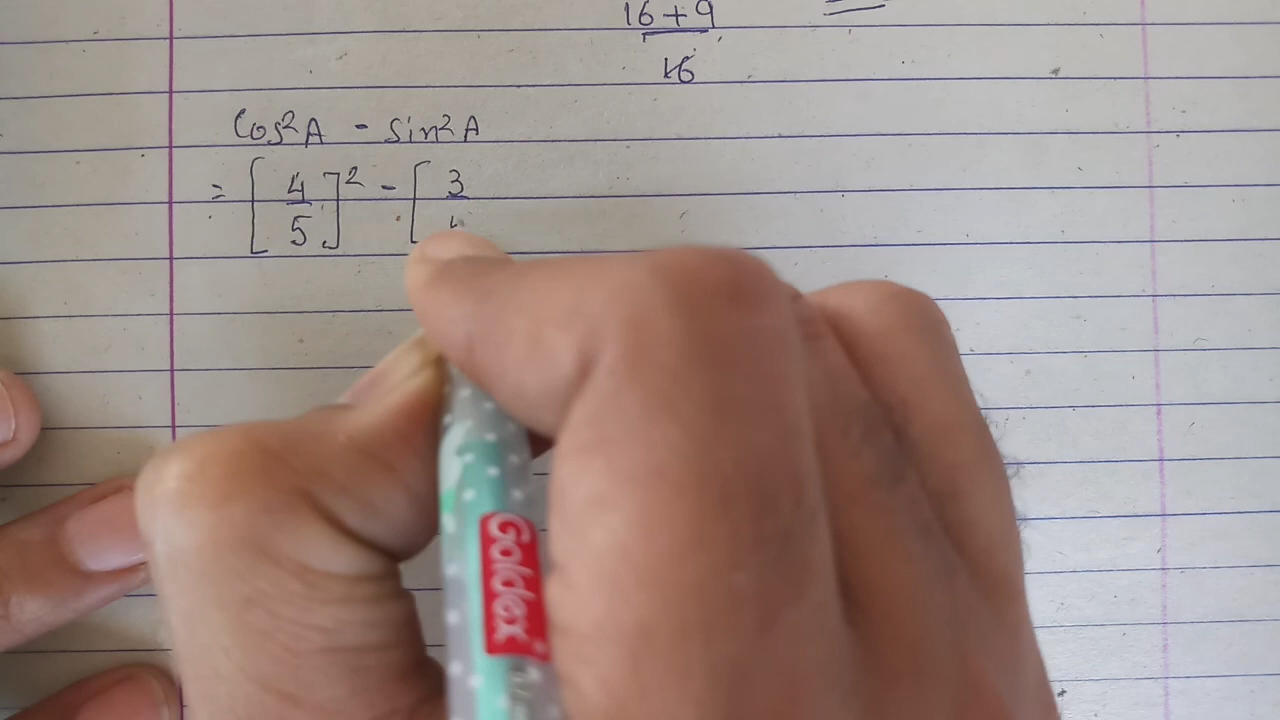 16 + 9
16
Cos²A - Sin²A
= [4/5]² - [3
Goldex